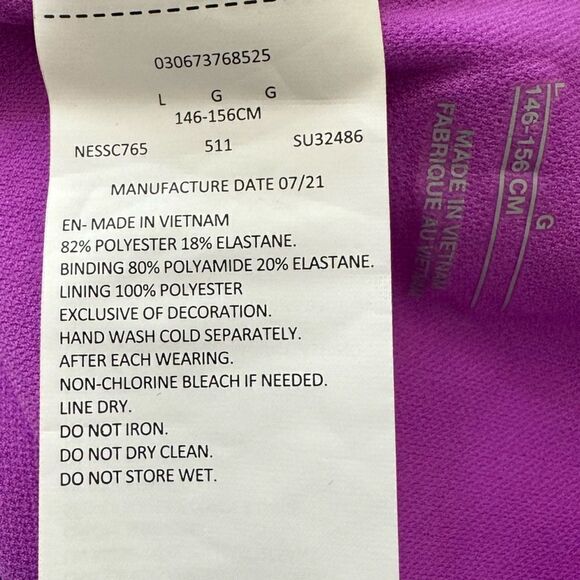 030673768525
L G G
146-156CM
NESSC765 511 SU32486
MANUFACTURE DATE 07/21
EN- MADE IN VIETNAM
82% POLYESTER 18% ELASTANE.
BINDING 80% POLYAMIDE 20% ELASTANE.
LINING 100% POLYESTER
EXCLUSIVE OF DECORATION.
HAND WASH COLD SEPARATELY.
AFTER EACH WEARING.
NON-CHLORINE BLEACH IF NEEDED.
LINE DRY.
DO NOT IRON.
DO NOT DRY CLEAN.
DO NOT STORE WET.
L G
146-156 CM
MADE IN VIETNAM
FABRIQUÉ AU VIETNAM